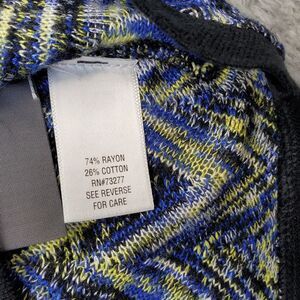 74% RAYON
26% COTTON
RN#73277
SEE REVERSE
FOR CARE